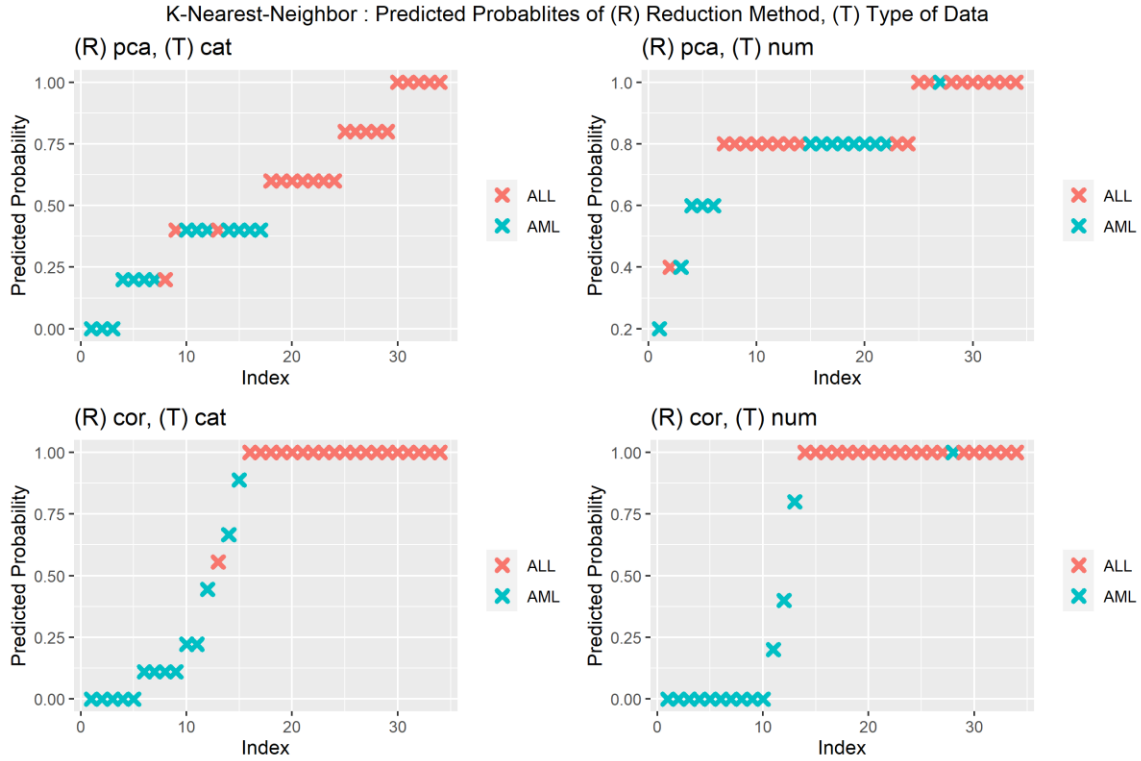 K-Nearest-Neighbor : Predicted Probablites of (R) Reduction Method, (T) Type of Data
(R) pca, (T) cat
Predicted Probability
1.00
0.75
0.50
0.25
0.00
0 10 20 30
Index
ALL
AML
(R) pca, (T) num
Predicted Probability
1.0
0.8
0.6
0.4
0.2
0 10 20 30
Index
ALL
AML
(R) cor, (T) cat
Predicted Probability
1.00
0.75
0.50
0.25
0.00
0 10 20 30
Index
ALL
AML
(R) cor, (T) num
Predicted Probability
1.00
0.75
0.50
0.25
0.00
0 10 20 30
Index
ALL
AML